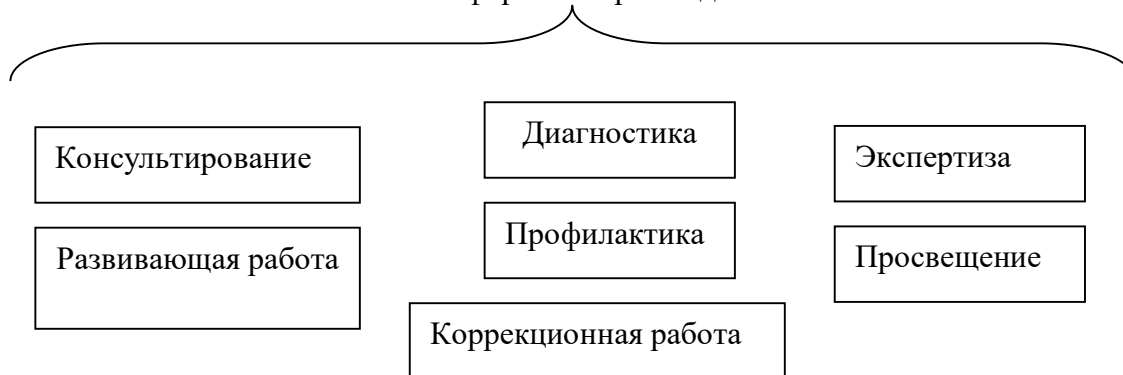 Диагностика
Консультирование
Экспертиза
Профилактика
Развивающая работа
Просвещение
Коррекционная работа